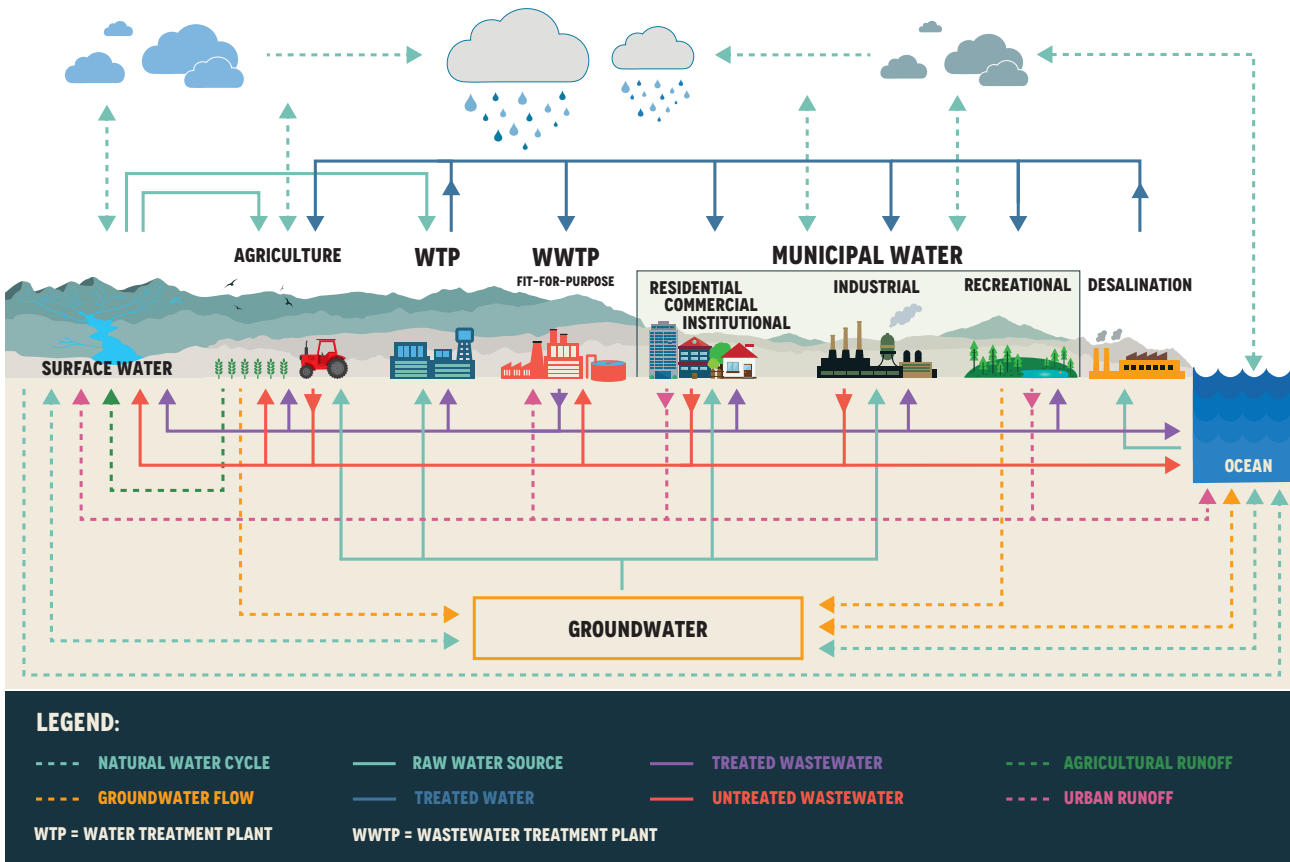 AGRICULTURE
WTP
WWTP
FIT-FOR-PURPOSE
MUNICIPAL WATER
RESIDENTIAL
COMMERCIAL
INSTITUTIONAL
INDUSTRIAL
RECREATIONAL
DESALINATION
SURFACE WATER
OCEAN
GROUNDWATER
LEGEND:
NATURAL WATER CYCLE
RAW WATER SOURCE
TREATED WASTEWATER
AGRICULTURAL RUNOFF
GROUNDWATER FLOW
TREATED WATER
UNTREATED WASTEWATER
URBAN RUNOFF
WTP = WATER TREATMENT PLANT
WWTP = WASTEWATER TREATMENT PLANT